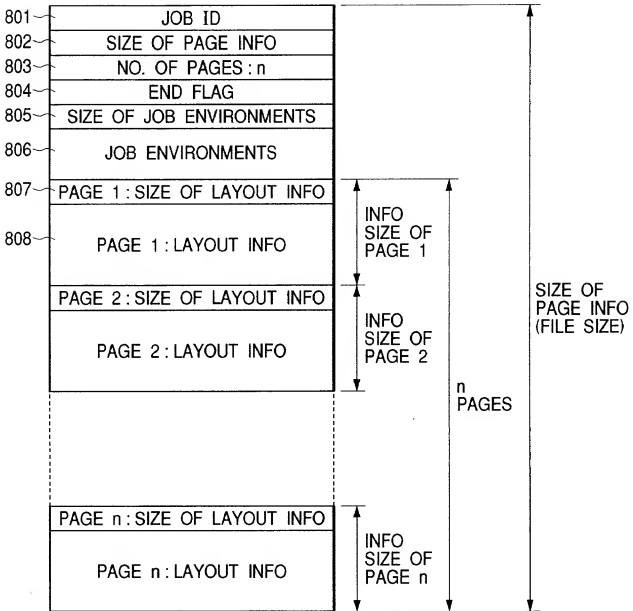 801 JOB ID
802 SIZE OF PAGE INFO
803 NO. OF PAGES : n
804 END FLAG
805 SIZE OF JOB ENVIRONMENTS
806 JOB ENVIRONMENTS
807 PAGE 1 : SIZE OF LAYOUT INFO
808 PAGE 1 : LAYOUT INFO
INFO
SIZE OF
PAGE 1
PAGE 2 : SIZE OF LAYOUT INFO
PAGE 2 : LAYOUT INFO
INFO
SIZE OF
PAGE 2
n
PAGES
SIZE OF
PAGE INFO
(FILE SIZE)
PAGE n : SIZE OF LAYOUT INFO
PAGE n : LAYOUT INFO
INFO
SIZE OF
PAGE n